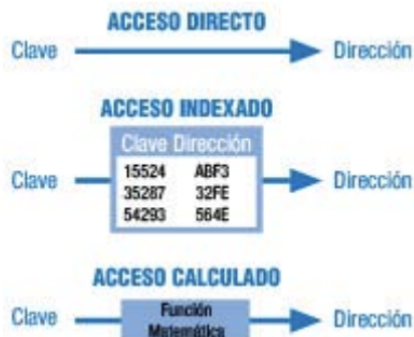 ACCESO DIRECTO
Clave Dirección
ACCESO INDEXADO
Clave Dirección
15524 ABF3
Clave 35287 32FE Dirección
54293 564E
ACCESO CALCULADO
Función
Clave Dirección
Matemática